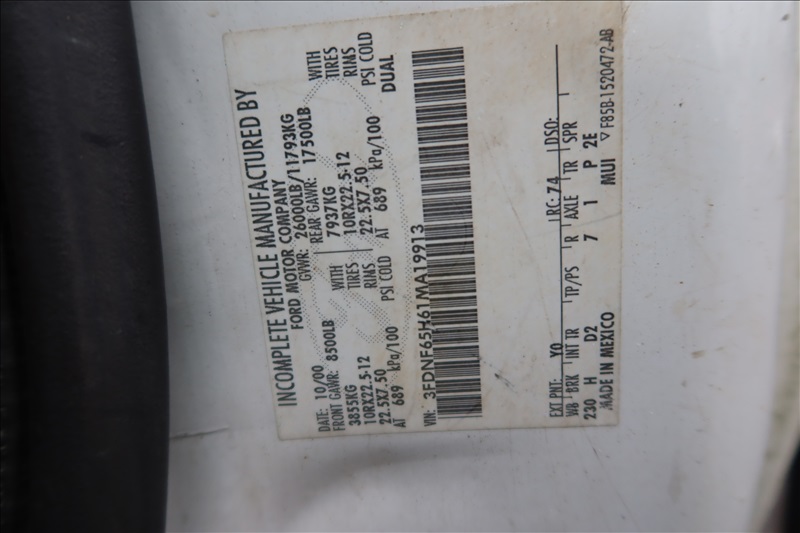 INCOMPLETE VEHICLE MANUFACTURED BY
FORD MOTOR COMPANY
DATE: 10/00 GVWR: 26000LB/11793KG
FRONT GAWR: 8500LB REAR GAWR: 17500LB
3855KG WITH 7937KG WITH
10RX22.5-12 TIRES 10RX22.5-12 TIRES
22.5X7.50 RIMS 22.5X7.50 RIMS
AT 689 kPa/100 PSI COLD AT 689 kPa/100 PSI COLD
DUAL
VIN: 3FDNF65H61MA19913
EXT PNT: Y0 RC: 74 DSO:
WB BRK INT TR TP/PS R AXLE TR SPR
230 H D2 7 1 P 2E
MADE IN MEXICO MUI ▽ F85B-1520472-AB